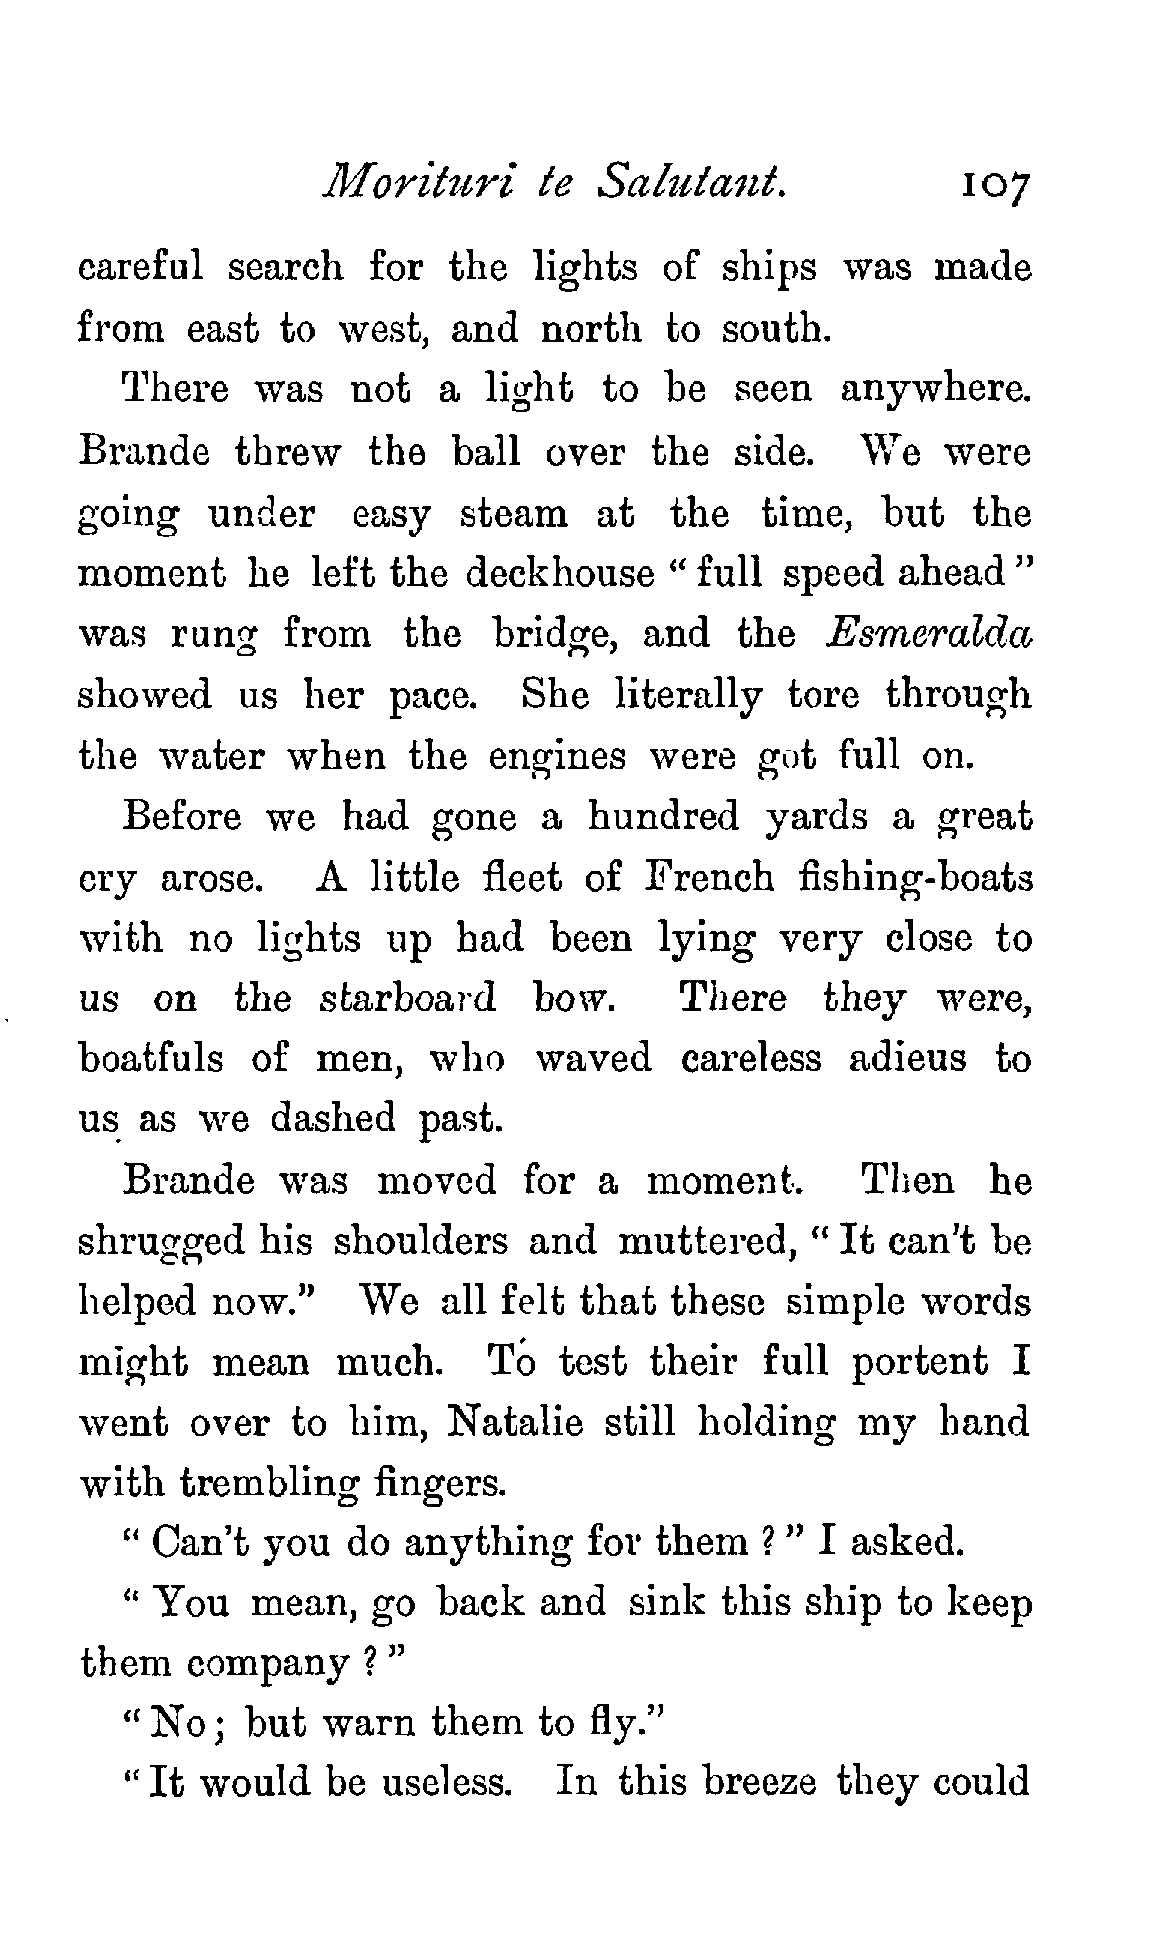 Morituri te Salutant. 107
careful search for the lights of ships was made
from east to west, and north to south.
There was not a light to be seen anywhere.
Brande threw the ball over the side. We were
going under easy steam at the time, but the
moment he left the deckhouse " full speed ahead "
was rung from the bridge, and the Esmeralda
showed us her pace. She literally tore through
the water when the engines were got full on.
Before we had gone a hundred yards a great
cry arose. A little fleet of French fishing-boats
with no lights up had been lying very close to
us on the starboard bow. There they were,
boatfuls of men, who waved careless adieus to
us as we dashed past.
Brande was moved for a moment. Then he
shrugged his shoulders and muttered, " It can't be
helped now." We all felt that these simple words
might mean much. To test their full portent I
went over to him, Natalie still holding my hand
with trembling fingers.
" Can't you do anything for them ? " I asked.
" You mean, go back and sink this ship to keep
them company ? "
" No ; but warn them to fly."
" It would be useless. In this breeze they could